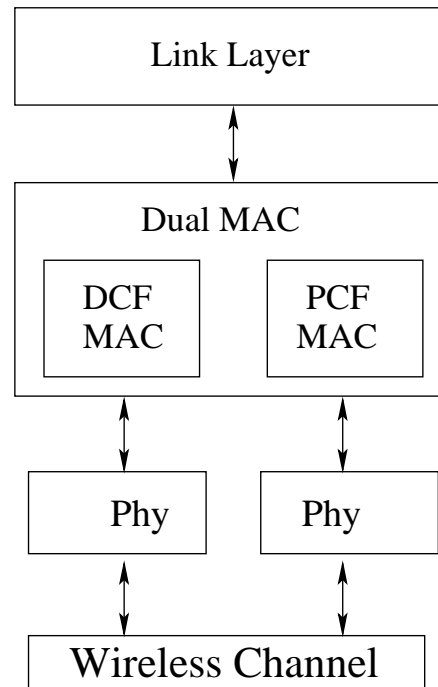 Link Layer
Dual MAC
DCF
MAC
PCF
MAC
Phy
Phy
Wireless Channel